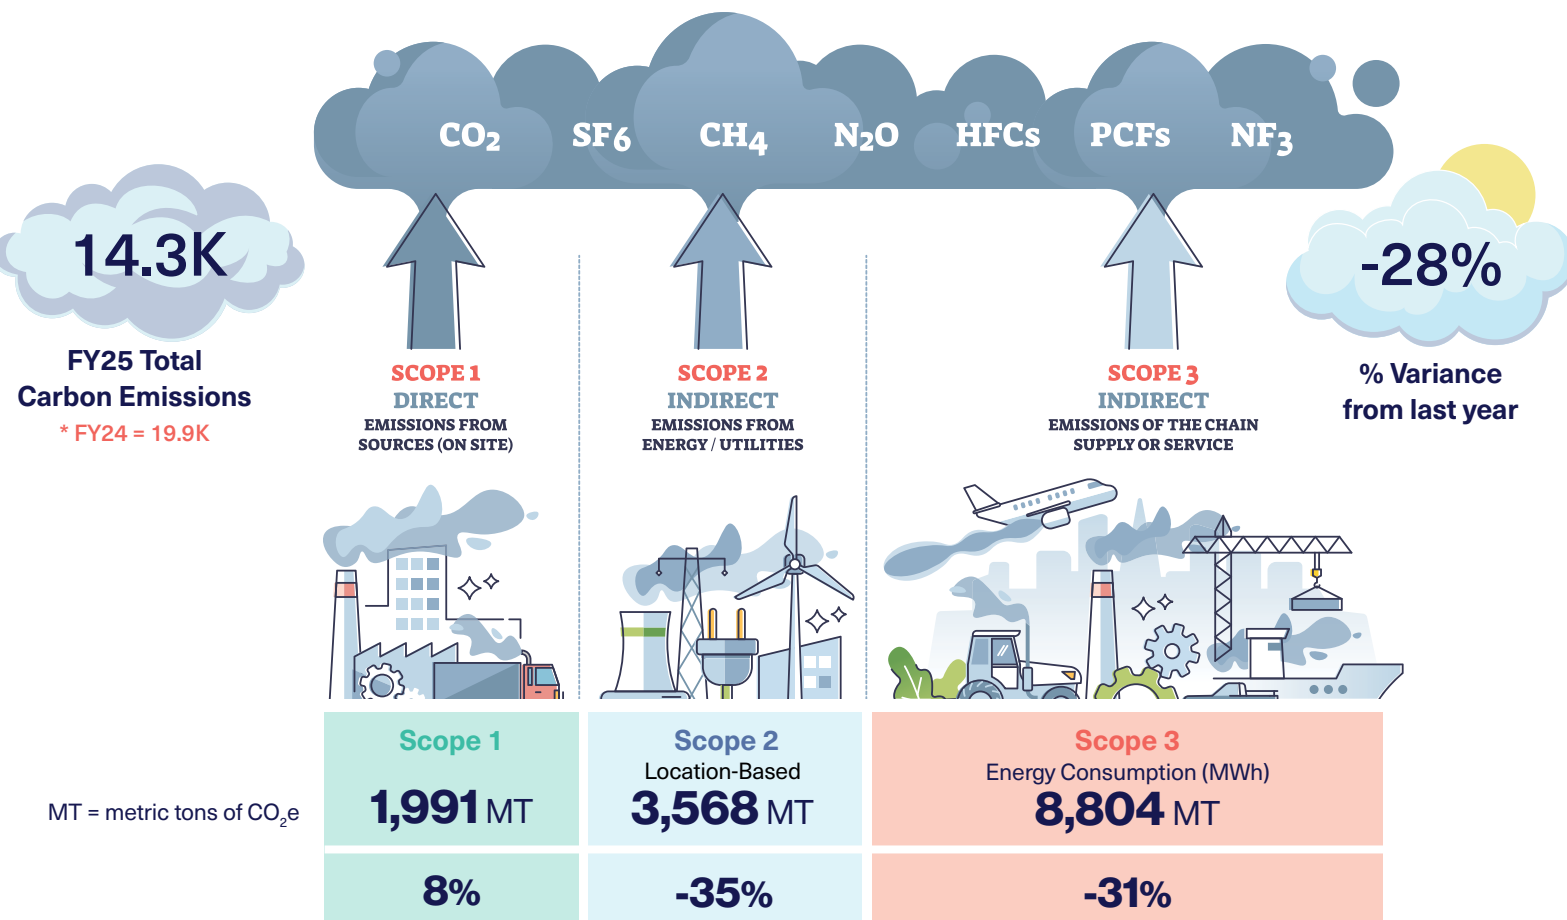 CO2 SF6 CH4 N2O HFCs PCFs NF3
14.3K
FY25 Total
Carbon Emissions
* FY24 = 19.9K
-28%
% Variance
from last year
SCOPE 1
DIRECT
EMISSIONS FROM
SOURCES (ON SITE)
SCOPE 2
INDIRECT
EMISSIONS FROM
ENERGY / UTILITIES
SCOPE 3
INDIRECT
EMISSIONS OF THE CHAIN
SUPPLY OR SERVICE
MT = metric tons of CO2e
Scope 1
1,991 MT
8%
Scope 2
Location-Based
3,568 MT
-35%
Scope 3
Energy Consumption (MWh)
8,804 MT
-31%